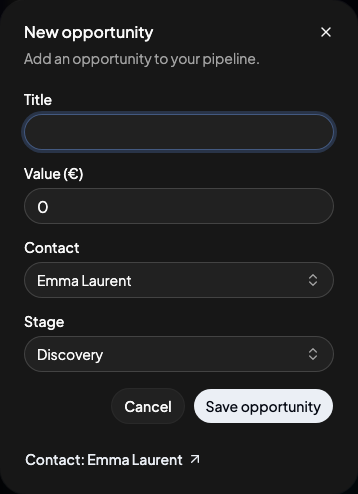 New opportunity
Add an opportunity to your pipeline.
Title
Value (€)
0
Contact
Emma Laurent
Stage
Discovery
Cancel Save opportunity
Contact: Emma Laurent ↗